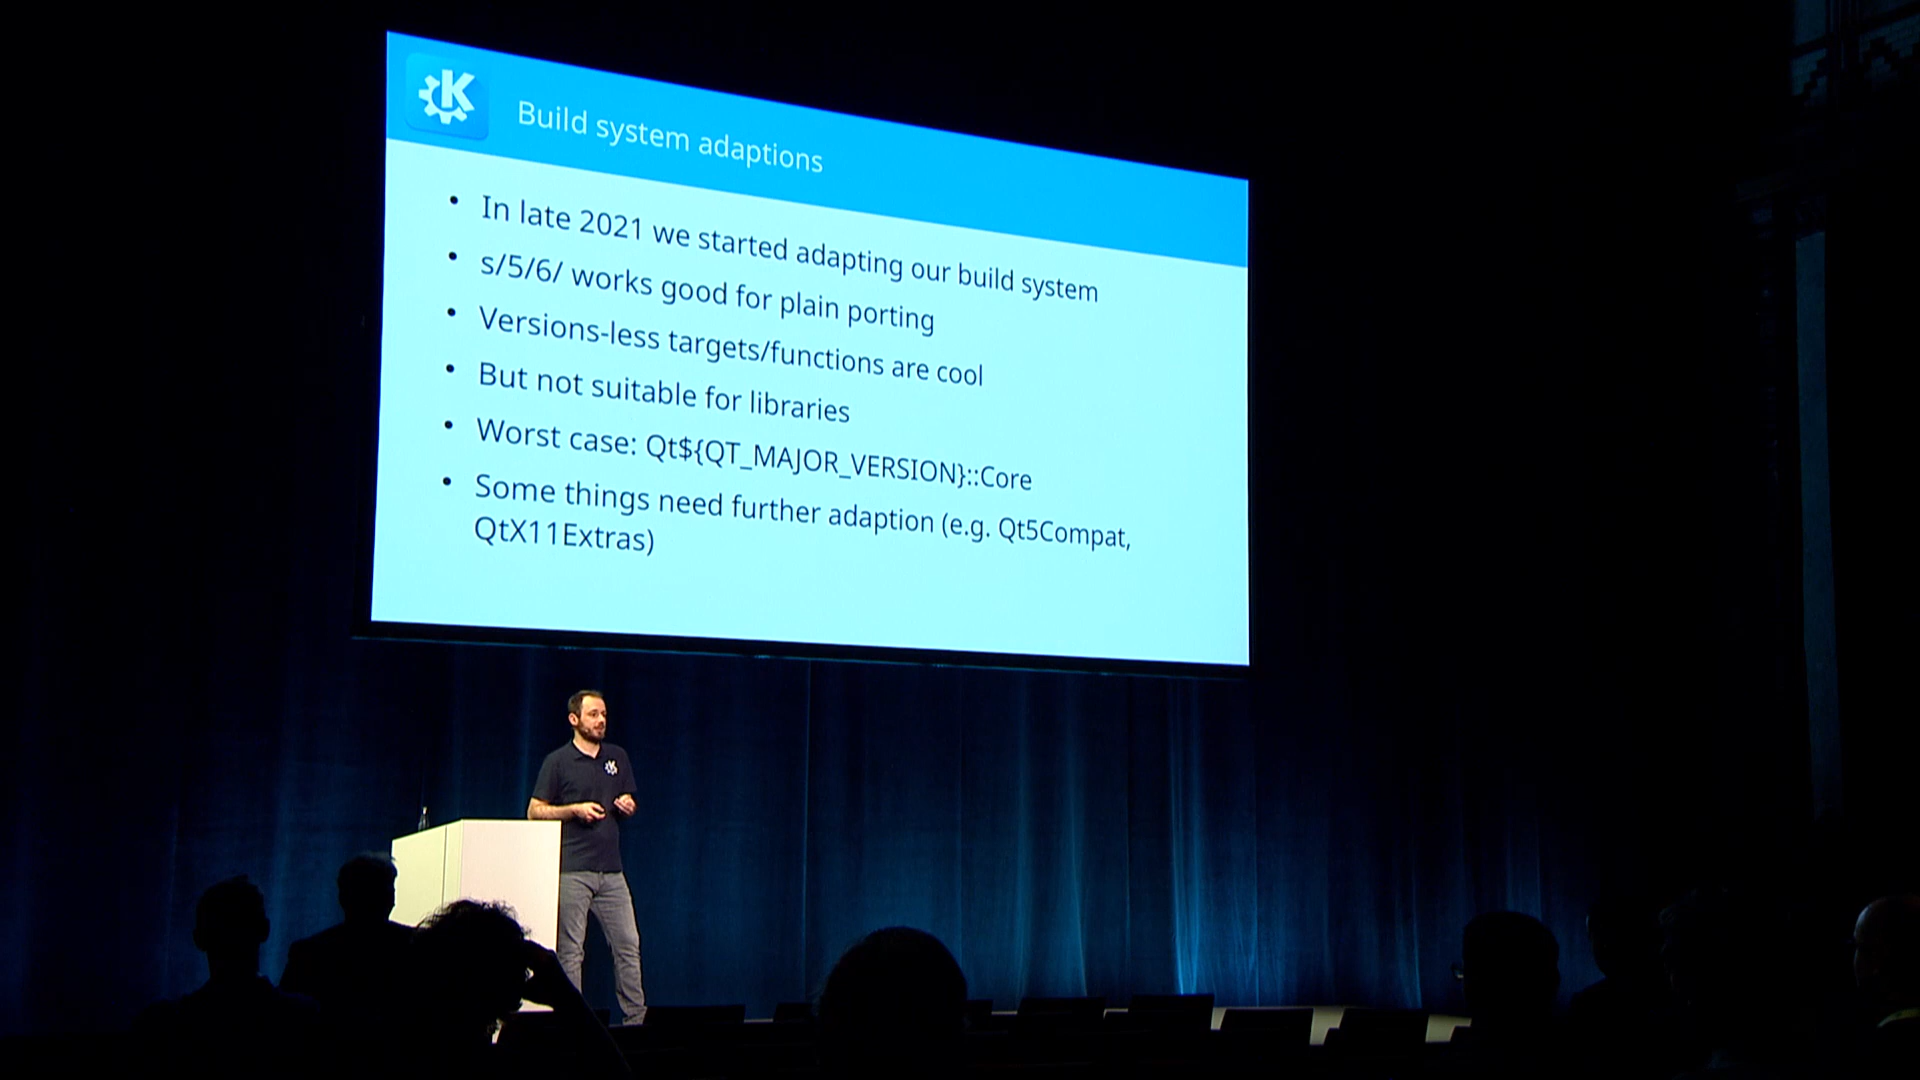 K
Build system adaptions
• In late 2021 we started adapting our build system
• s/5/6/ works good for plain porting
• Versions-less targets/functions are cool
• But not suitable for libraries
• Worst case: Qt${QT_MAJOR_VERSION}::Core
• Some things need further adaption (e.g. Qt5Compat,
QtX11Extras)
K